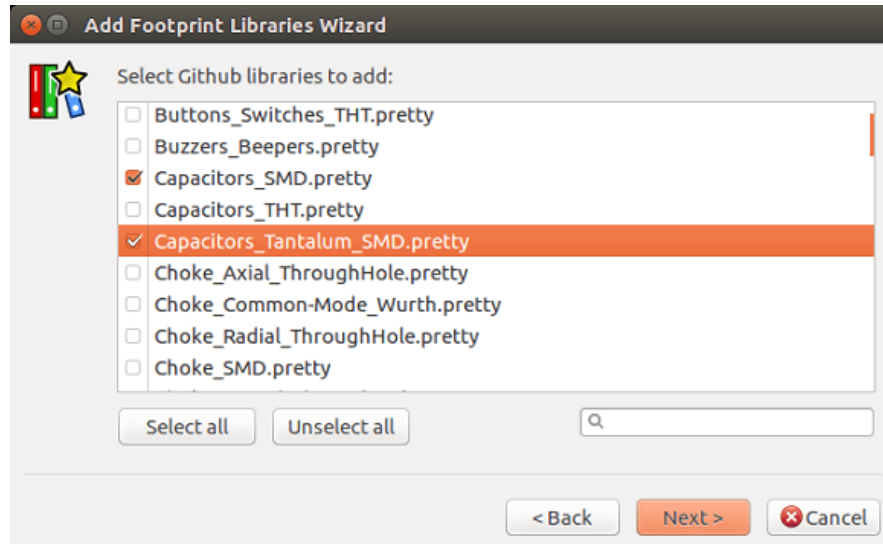 Add Footprint Libraries Wizard
Select Github libraries to add:
Buttons_Switches_THT.pretty
Buzzers_Beepers.pretty
Capacitors_SMD.pretty
Capacitors_THT.pretty
Capacitors_Tantalum_SMD.pretty
Choke_Axial_ThroughHole.pretty
Choke_Common-Mode_Wurth.pretty
Choke_Radial_ThroughHole.pretty
Choke_SMD.pretty
Select all Unselect all
< Back Next > Cancel